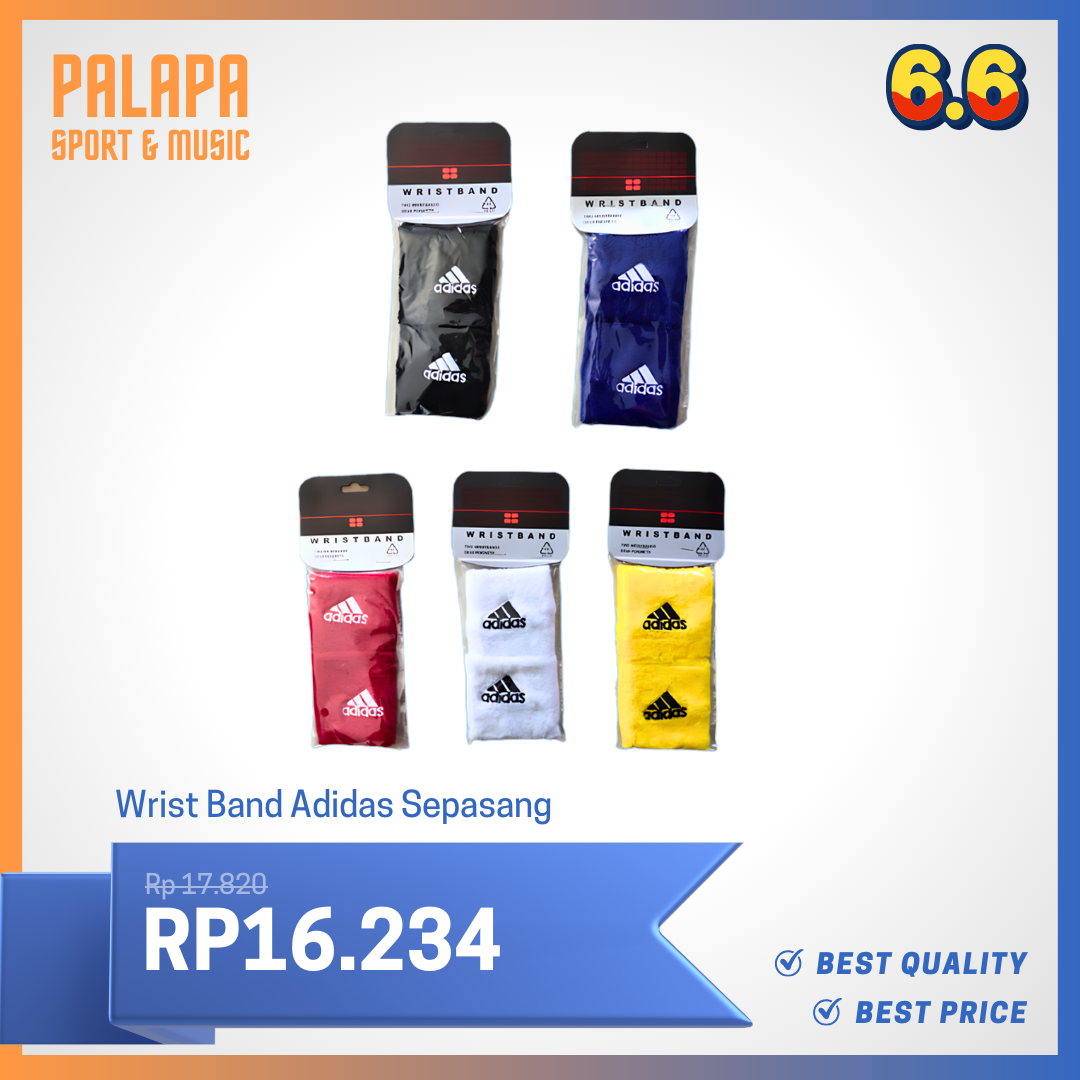 PALAPA
SPORT & MUSIC
6.6
WRISTBAND
adidas
adidas
WRISTBAND
adidas
adidas
WRISTBAND
adidas
adidas
WRISTBAND
adidas
adidas
WRISTBAND
adidas
adidas
Wrist Band Adidas Sepasang
Rp 17.820
RP16.234
BEST QUALITY
BEST PRICE